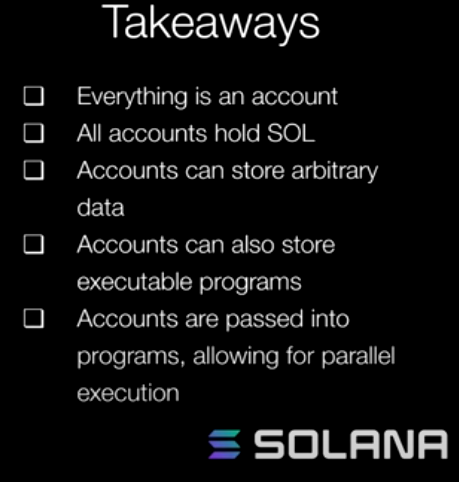 Takeaways
❏ Everything is an account
❏ All accounts hold SOL
❏ Accounts can store arbitrary
data
❏ Accounts can also store
executable programs
❏ Accounts are passed into
programs, allowing for parallel
execution
SOLANA